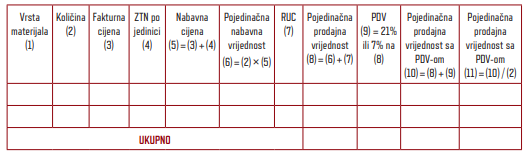 Vrsta materijala (1)
Količina (2)
Fakturna cijena (3)
ZTN po jedinici (4)
Nabavna cijena (5) = (3) + (4)
Pojedinačna nabavna vrijednost (6) = (2) × (5)
RUC (7)
Pojedinačna prodajna vrijednost (8) = (6) + (7)
PDV (9) = 21% ili 7% na (8)
Pojedinačna prodajna vrijednost sa PDV-om (10) = (8) + (9)
Pojedinačna prodajna vrijednost sa PDV-om (11) = (10) / (2)
UKUPNO